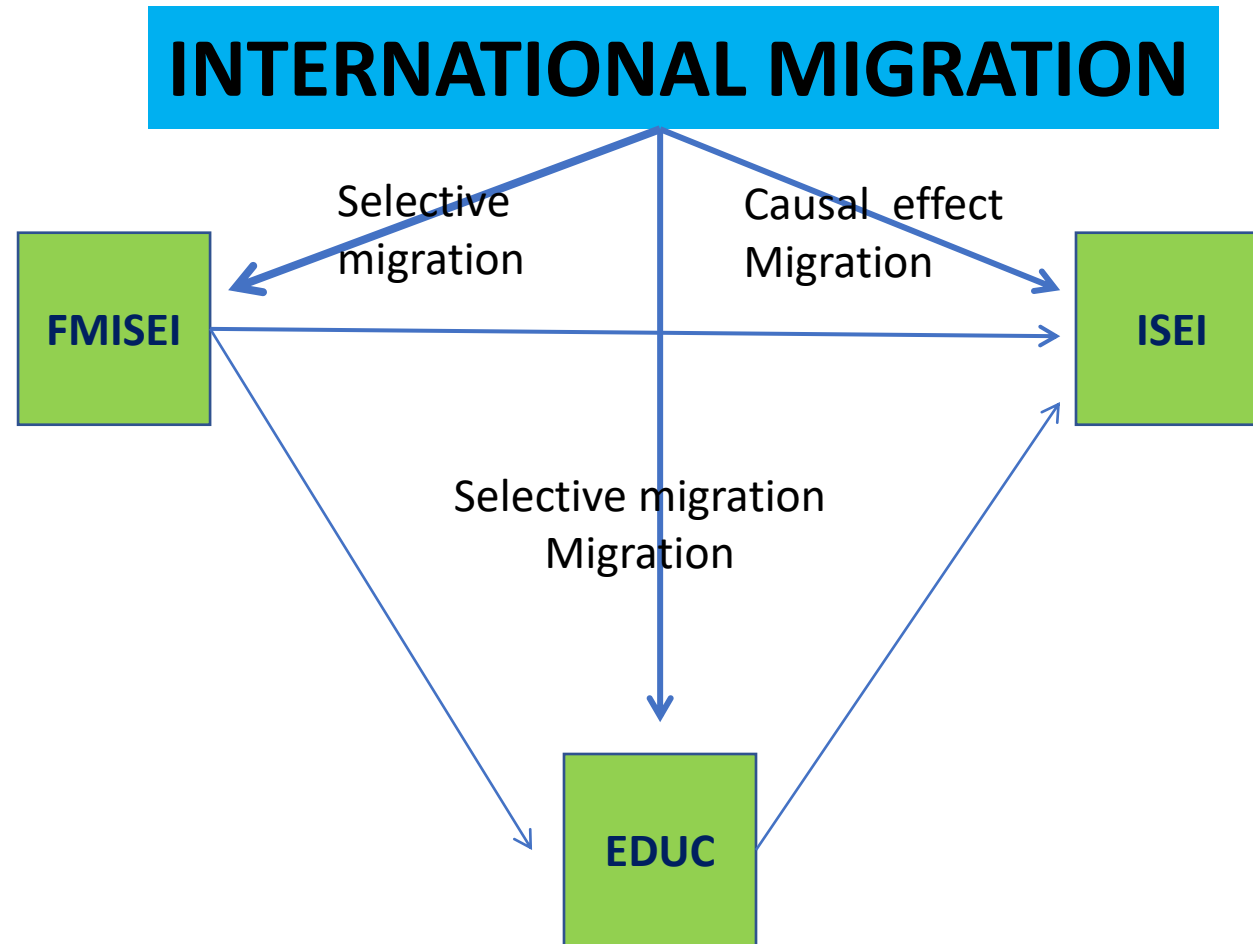 INTERNATIONAL MIGRATION
Selective
migration
Causal  effect
Migration
FMISEI
ISEI
Selective migration
Migration
EDUC